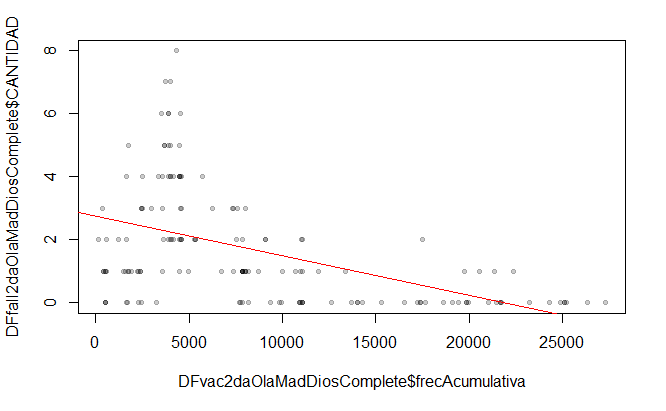 DFfall2daOlaMadDiosComplete$CANTIDAD
8
6
4
2
0
0 5000 10000 15000 20000 25000
DFvac2daOlaMadDiosComplete$frecAcumulativa